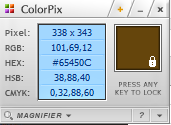 ColorPix
Pixel: 338 x 343
RGB: 101,69,12
HEX: #65450C
HSB: 38,88,40
CMYK: 0,32,88,60
PRESS ANY
KEY TO LOCK
MAGNIFIER
?